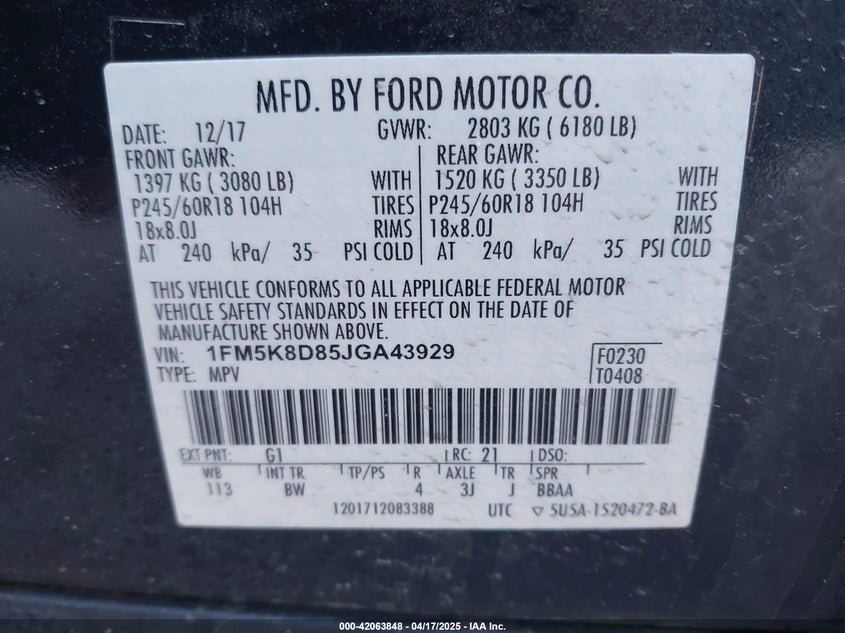 MFD. BY FORD MOTOR CO.
DATE: 12/17 GVWR: 2803 KG ( 6180 LB)
FRONT GAWR: REAR GAWR:
1397 KG ( 3080 LB) WITH 1520 KG ( 3350 LB) WITH
P245/60R18 104H TIRES P245/60R18 104H TIRES
18x8.0J RIMS 18x8.0J RIMS
AT 240 kPa/ 35 PSI COLD AT 240 kPa/ 35 PSI COLD
THIS VEHICLE CONFORMS TO ALL APPLICABLE FEDERAL MOTOR
VEHICLE SAFETY STANDARDS IN EFFECT ON THE DATE OF
MANUFACTURE SHOWN ABOVE.
VIN: 1FM5K8D85JGA43929 F0230
TYPE: MPV T0408
EXT PNT: G1 RC: 21 DSO:
WB INT TR TP/PS R AXLE TR SPR
113 BW 4 3J J BBAA
1201712083388 UTC ▽ 5U5A-1520472-BA
000-42063848 - 04/17/2025 - IAA Inc.